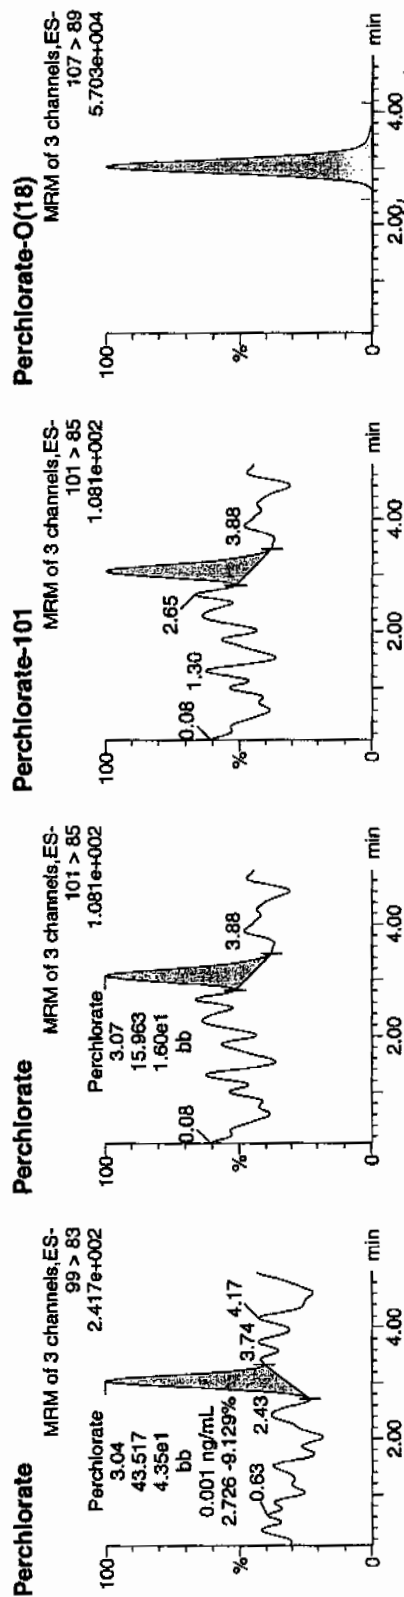 Perchlorate
MRM of 3 channels,ES-
99 > 83
2.417e+002
100
Perchlorate
3.04
43.517
4.35e1
bb
0.001 ng/mL
2.726 -9.129%
0.63
2.43
3.74
4.17
%
0
2.00
4.00
min
Perchlorate
MRM of 3 channels,ES-
101 > 85
1.081e+002
100
Perchlorate
3.07
15.963
1.60e1
bb
0.08
3.88
%
0
2.00
4.00
min
Perchlorate-101
MRM of 3 channels,ES-
101 > 85
1.081e+002
100
0.08
1.30
2.65
3.88
%
0
2.00
4.00
min
Perchlorate-O(18)
MRM of 3 channels,ES-
107 > 89
5.703e+004
100
%
0
2.00
4.00
min